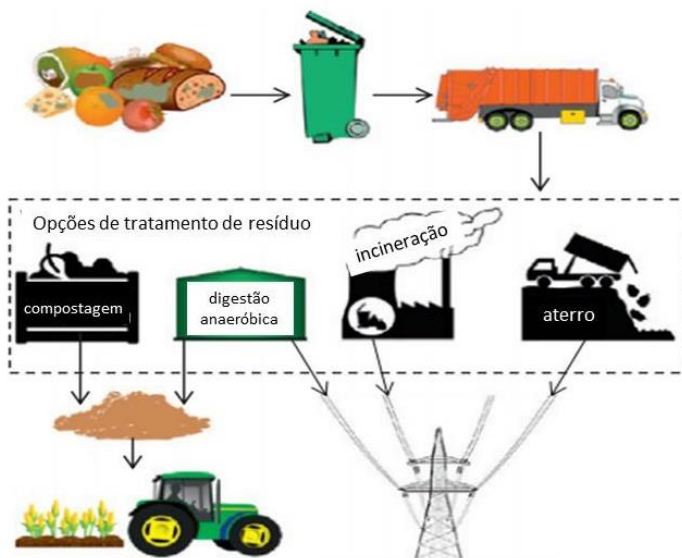 Opções de tratamento de resíduo
compostagem
digestão
anaeróbica
incineração
aterro